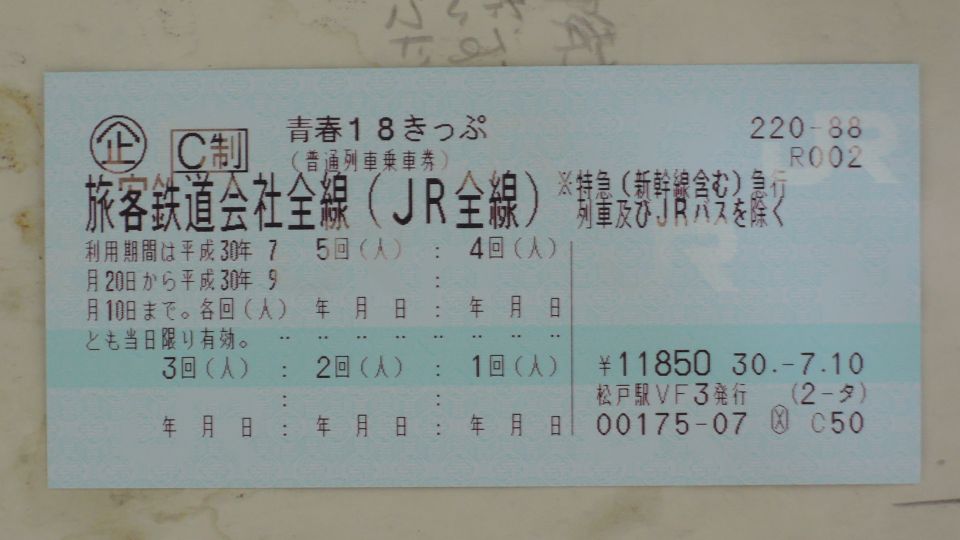 企 C制 青春18きっぷ 220-88
(普通列車乗車券) R002
旅客鉄道会社全線(JR全線) ※特急(新幹線含む)急行
列車及びJRバスを除く
利用期間は平成30年 7 5回(人) : 4回(人)
月20日から平成30年 9 :
月10日まで。各回(人) 年 月 日 : 年 月 日
とも当日限り有効。 ‥ ‥ ‥ ‥ ‥ ‥ ‥ ‥
3回(人) : 2回(人) : 1回(人) ¥11850 30.-7.10
: : 松戸駅VF3発行 (2-タ)
年 月 日 : 年 月 日 : 年 月 日 00175-07 C50
JR